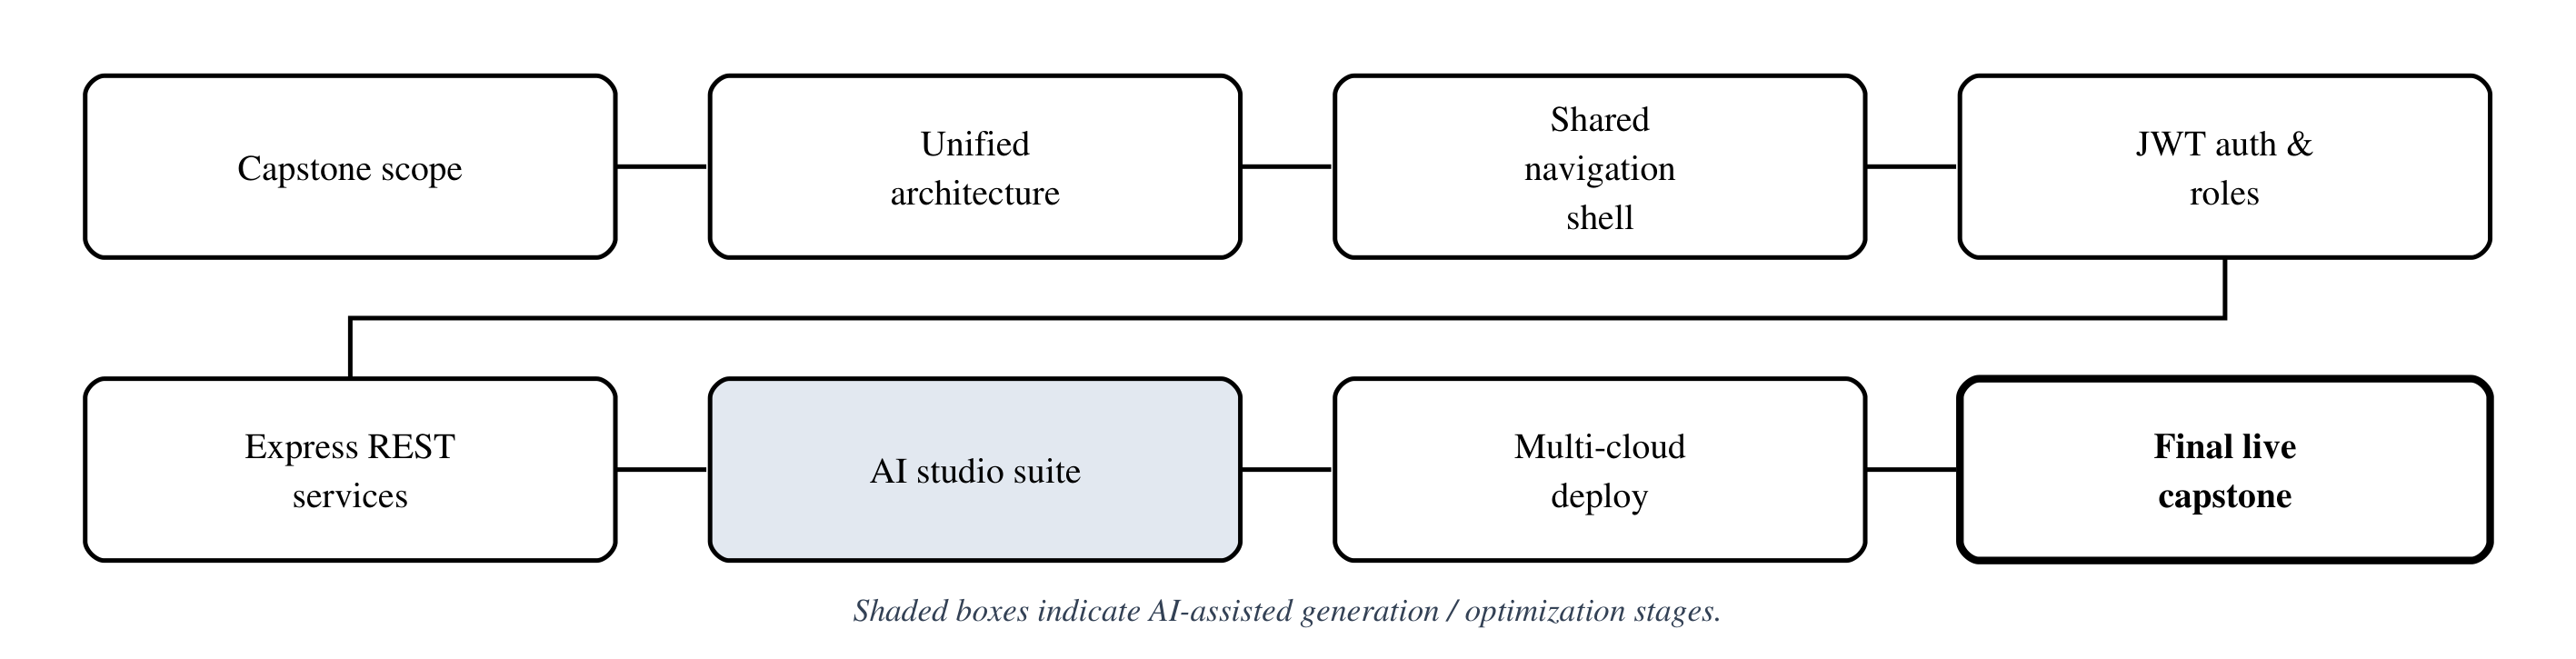 Capstone scope
Unified
architecture
Shared
navigation
shell
JWT auth &
roles
Express REST
services
AI studio suite
Multi-cloud
deploy
Final live
capstone
Shaded boxes indicate AI-assisted generation / optimization stages.